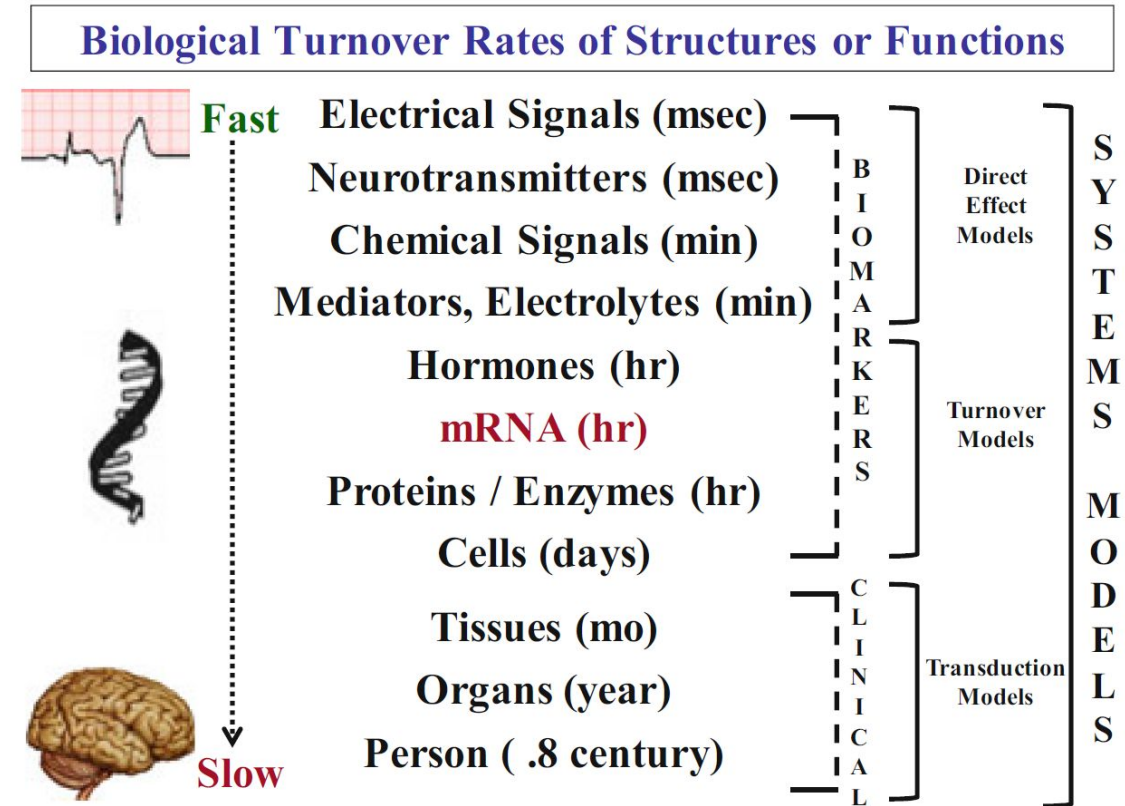 Biological Turnover Rates of Structures or Functions
Fast
Electrical Signals (msec)
Neurotransmitters (msec)
Chemical Signals (min)
Mediators, Electrolytes (min)
Hormones (hr)
mRNA (hr)
Proteins / Enzymes (hr)
Cells (days)
Tissues (mo)
Organs (year)
Person ( .8 century)
Slow
BIOMARKERS
CLINICAL
Direct
Effect
Models
Turnover
Models
Transduction
Models
SYSTEMS MODELS